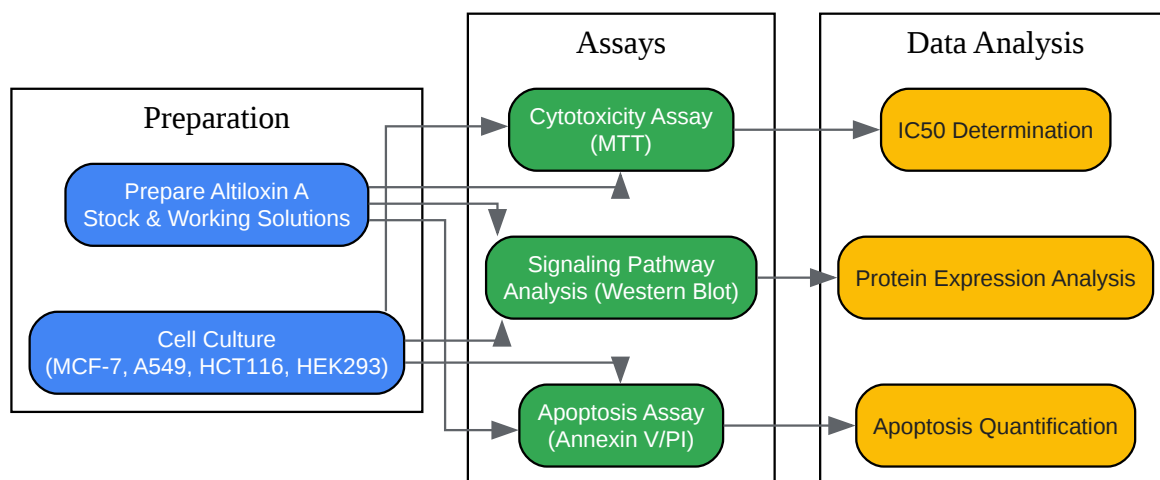 Preparation
Prepare Altiloxin A
Stock & Working Solutions
Cell Culture
(MCF-7, A549, HCT116, HEK293)
Assays
Cytotoxicity Assay
(MTT)
Signaling Pathway
Analysis (Western Blot)
Apoptosis Assay
(Annexin V/PI)
Data Analysis
IC50 Determination
Protein Expression Analysis
Apoptosis Quantification